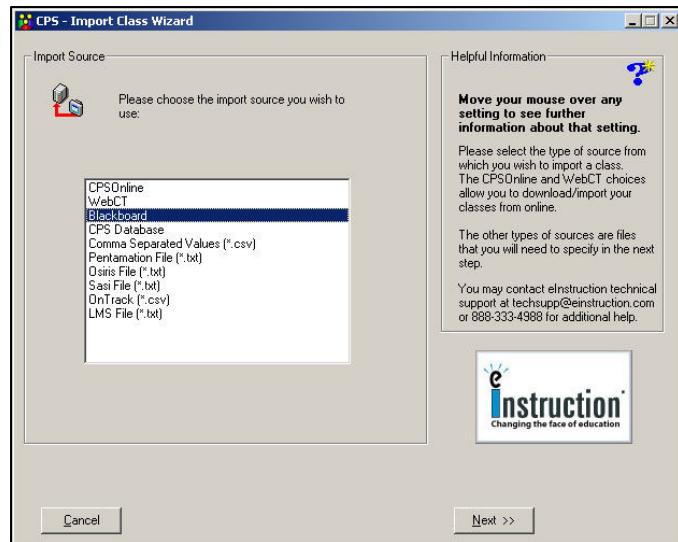 CPS - Import Class Wizard
Import Source
Please choose the import source you wish to
use:
CPSOnline
WebCT
Blackboard
CPS Database
Comma Separated Values (*.csv)
Pentamation File (*.txt)
Osiris File (*.txt)
Sasi File (*.txt)
OnTrack (*.csv)
LMS File (*.txt)
Helpful Information
Move your mouse over any
setting to see further
information about that setting.
Please select the type of source from
which you wish to import a class.
The CPSOnline and WebCT choices
allow you to download/import your
classes from online.
The other types of sources are files
that you will need to specify in the next
step.
You may contact eInstruction technical
support at techsupp@einstruction.com
or 888-333-4988 for additional help.
eInstruction
Changing the face of education
Cancel
Next >>